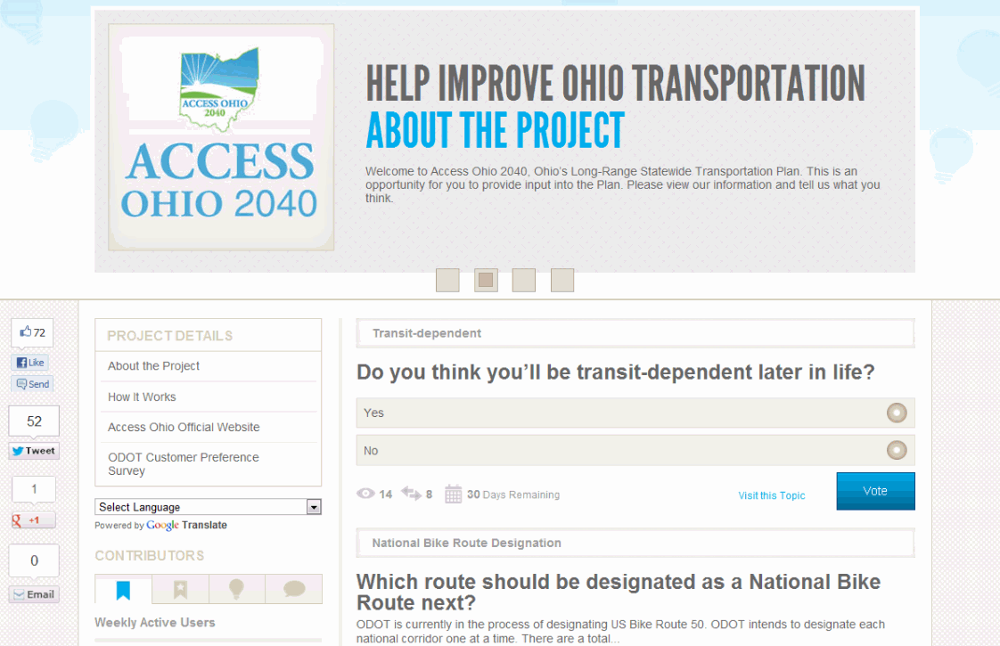 ACCESS OHIO
2040
ACCESS
OHIO 2040
HELP IMPROVE OHIO TRANSPORTATION
ABOUT THE PROJECT
Welcome to Access Ohio 2040, Ohio's Long-Range Statewide Transportation Plan. This is an
opportunity for you to provide input into the Plan. Please view our information and tell us what you
think.
72
Like
Send
52
Tweet
1
+1
0
Email
PROJECT DETAILS
About the Project
How It Works
Access Ohio Official Website
ODOT Customer Preference
Survey
Select Language
Powered by Google Translate
CONTRIBUTORS
Weekly Active Users
Transit-dependent
Do you think you'll be transit-dependent later in life?
Yes
No
14 8 30 Days Remaining
Visit this Topic
Vote
National Bike Route Designation
Which route should be designated as a National Bike
Route next?
ODOT is currently in the process of designating US Bike Route 50. ODOT intends to designate each
national corridor one at a time. There are a total...